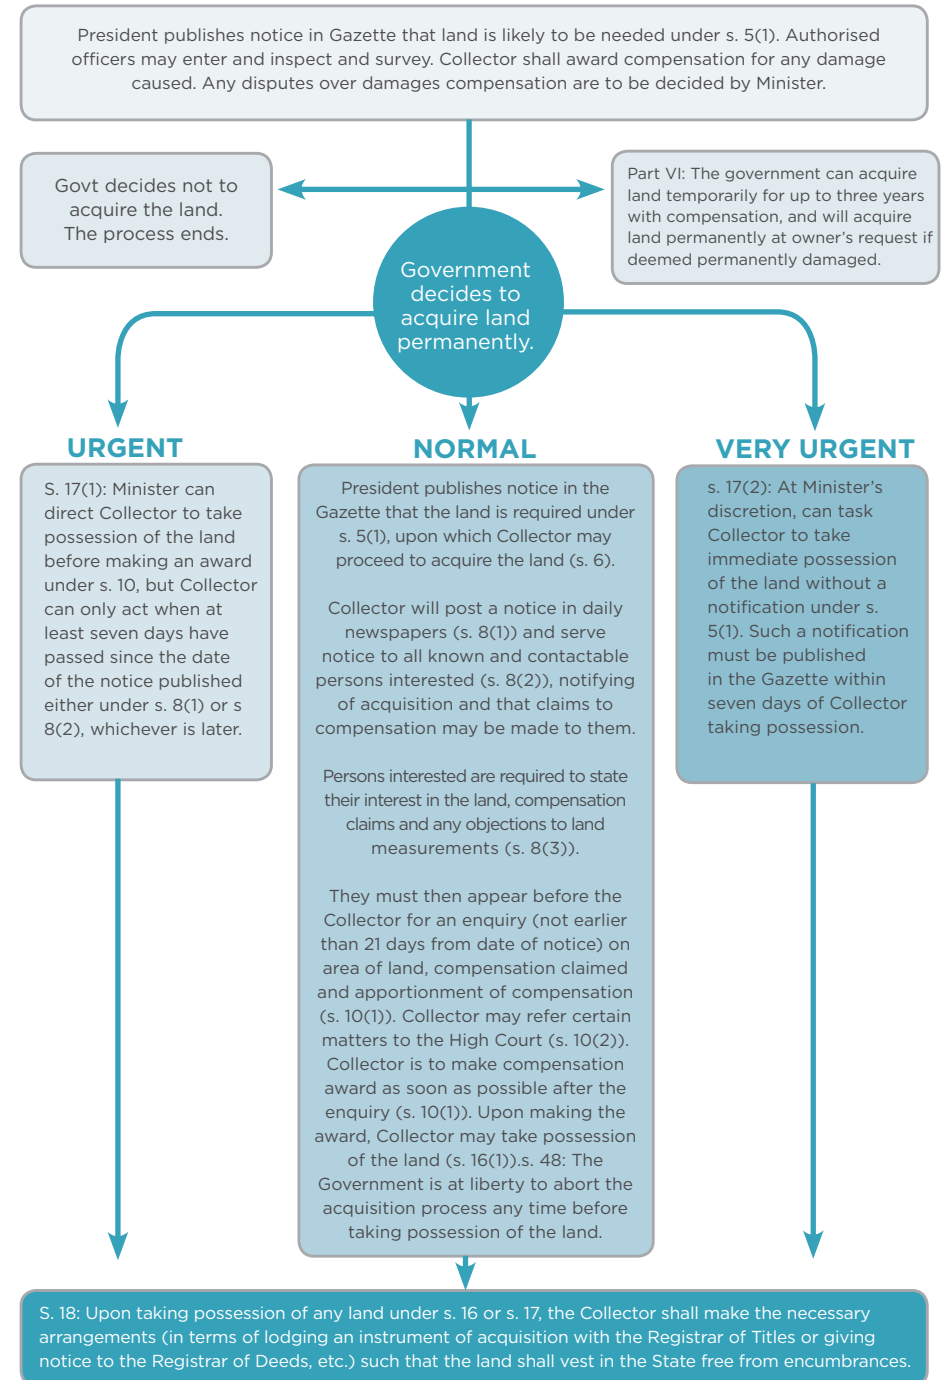 President publishes notice in Gazette that land is likely to be needed under s. 5(1). Authorised
officers may enter and inspect and survey. Collector shall award compensation for any damage
caused. Any disputes over damages compensation are to be decided by Minister.
Govt decides not to
acquire the land.
The process ends.
Part VI: The government can acquire
land temporarily for up to three years
with compensation, and will acquire
land permanently at owner’s request if
deemed permanently damaged.
Government
decides to
acquire land
permanently.
URGENT
S. 17(1): Minister can
direct Collector to take
possession of the land
before making an award
under s. 10, but Collector
can only act when at
least seven days have
passed since the date
of the notice published
either under s. 8(1) or s
8(2), whichever is later.
NORMAL
President publishes notice in the
Gazette that the land is required under
s. 5(1), upon which Collector may
proceed to acquire the land (s. 6).
Collector will post a notice in daily
newspapers (s. 8(1)) and serve
notice to all known and contactable
persons interested (s. 8(2)), notifying
of acquisition and that claims to
compensation may be made to them.
Persons interested are required to state
their interest in the land, compensation
claims and any objections to land
measurements (s. 8(3)).
They must then appear before the
Collector for an enquiry (not earlier
than 21 days from date of notice) on
area of land, compensation claimed
and apportionment of compensation
(s. 10(1)). Collector may refer certain
matters to the High Court (s. 10(2)).
Collector is to make compensation
award as soon as possible after the
enquiry (s. 10(1)). Upon making the
award, Collector may take possession
of the land (s. 16(1)).s. 48: The
Government is at liberty to abort the
acquisition process any time before
taking possession of the land.
VERY URGENT
s. 17(2): At Minister’s
discretion, can task
Collector to take
immediate possession
of the land without a
notification under s.
5(1). Such a notification
must be published
in the Gazette within
seven days of Collector
taking possession.
S. 18: Upon taking possession of any land under s. 16 or s. 17, the Collector shall make the necessary
arrangements (in terms of lodging an instrument of acquisition with the Registrar of Titles or giving
notice to the Registrar of Deeds, etc.) such that the land shall vest in the State free from encumbrances.